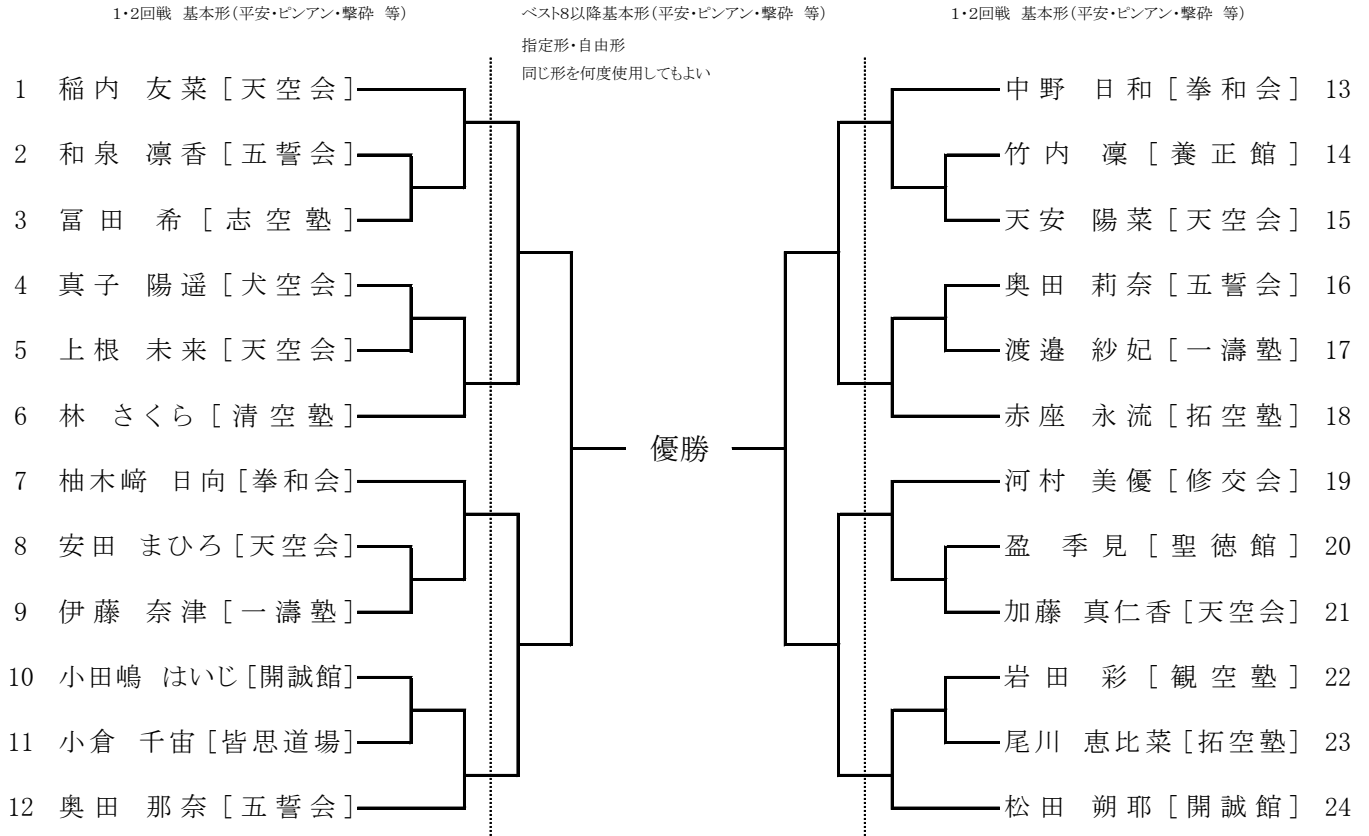 1・2回戦 基本形(平安・ピンアン・撃砕 等)
ベスト8以降基本形(平安・ピンアン・撃砕 等)
指定形・自由形
同じ形を何度使用してもよい
1・2回戦 基本形(平安・ピンアン・撃砕 等)
1 稲内 友菜 [天空会]
2 和泉 凛香 [五誓会]
3 冨田 希 [志空塾]
4 真子 陽遥 [犬空会]
5 上根 未来 [天空会]
6 林 さくら [清空塾]
7 柚木﨑 日向 [拳和会]
8 安田 まひろ [天空会]
9 伊藤 奈津 [一濤塾]
10 小田嶋 はいじ [開誠館]
11 小倉 千宙 [皆思道場]
12 奥田 那奈 [五誓会]
優勝
中野 日和 [拳和会] 13
竹内 凜 [養正館] 14
天安 陽菜 [天空会] 15
奥田 莉奈 [五誓会] 16
渡邉 紗妃 [一濤塾] 17
赤座 永流 [拓空塾] 18
河村 美優 [修交会] 19
盈 季見 [聖徳館] 20
加藤 真仁香 [天空会] 21
岩田 彩 [観空塾] 22
尾川 恵比菜 [拓空塾] 23
松田 朔耶 [開誠館] 24